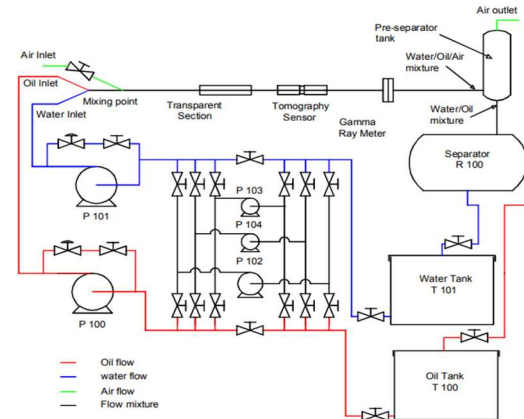 Air outlet
Pre-separator
tank
Air Inlet
Oil Inlet
Water/Oil/Air
mixture
Mixing point
Water Inlet
Transparent
Section
Tomography
Sensor
Gamma
Ray Meter
Water/Oil
mixture
Separator
R 100
P 101
P 103
P 104
P 102
P 100
Water Tank
T 101
Oil Tank
T 100
Oil flow
water flow
Air flow
Flow mixture